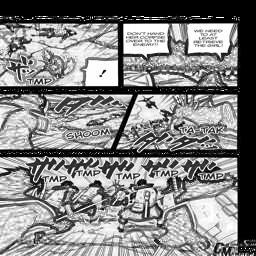 DON'T HAND
HER CORPSE
OVER TO THE
ENEMY!!
WE NEED
TO AT
LEAST
RETRIEVE
THE GIRL!
TMP
!
GHOOM
TA-TAK
TMP
TMP
TMP
TMP
TMP